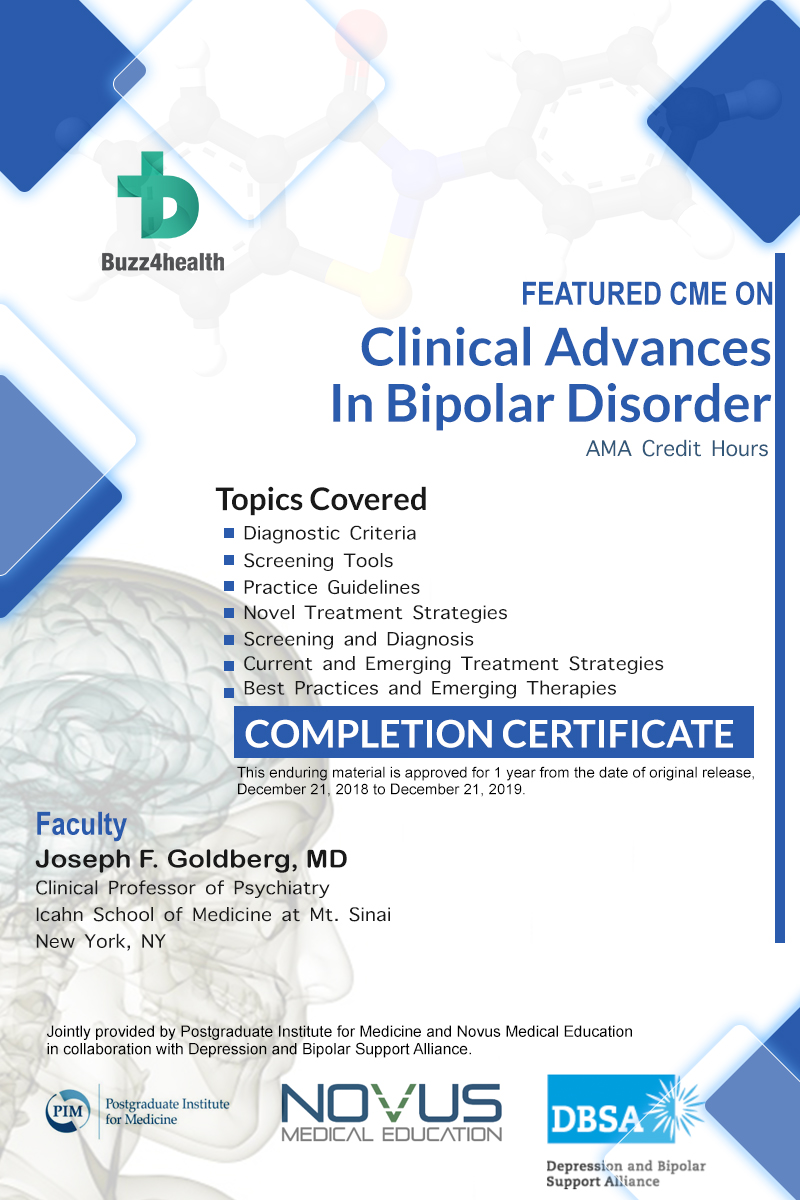 Buzz4health
FEATURED CME ON
Clinical Advances
In Bipolar Disorder
AMA Credit Hours
Topics Covered
Diagnostic Criteria
Screening Tools
Practice Guidelines
Novel Treatment Strategies
Screening and Diagnosis
Current and Emerging Treatment Strategies
Best Practices and Emerging Therapies
COMPLETION CERTIFICATE
This enduring material is approved for 1 year from the date of original release,
December 21, 2018 to December 21, 2019.
Faculty
Joseph F. Goldberg, MD
Clinical Professor of Psychiatry
Icahn School of Medicine at Mt. Sinai
New York, NY
Jointly provided by Postgraduate Institute for Medicine and Novus Medical Education
in collaboration with Depression and Bipolar Support Alliance.
PIM
Postgraduate Institute
for Medicine
NOVUS
MEDICAL EDUCATION
DBSA
Depression and Bipolar
Support Alliance